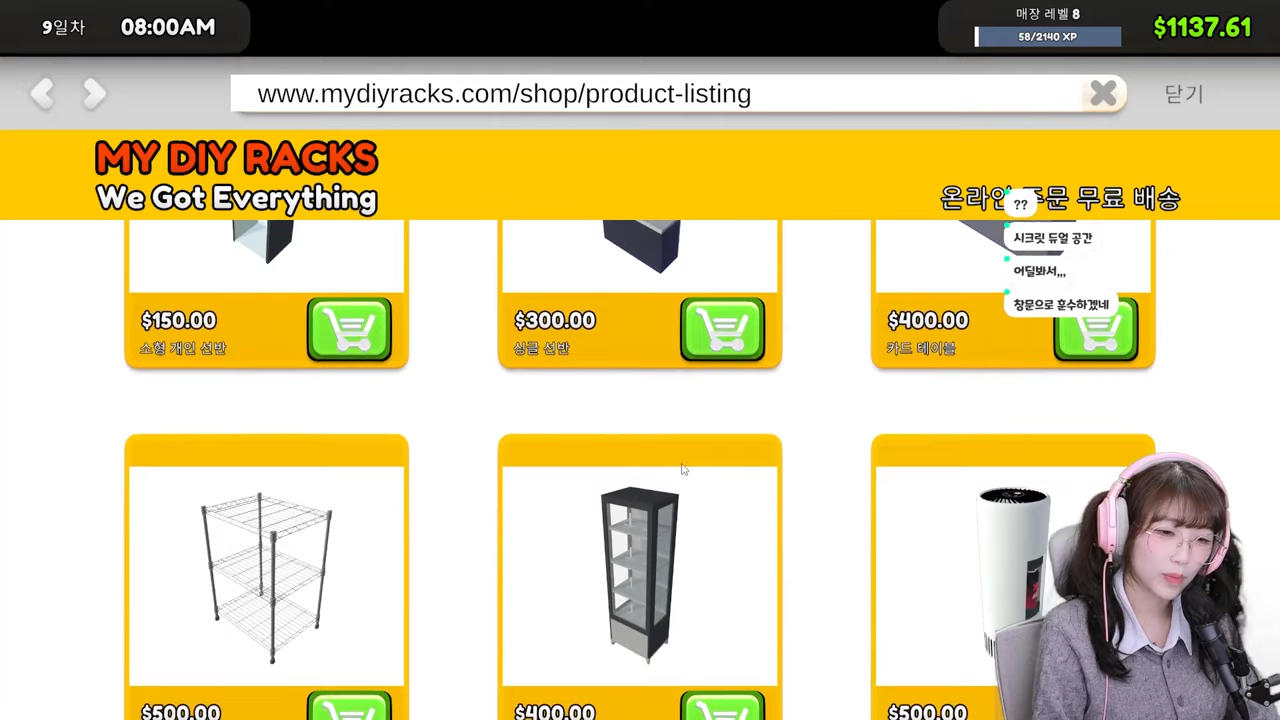 9일차 08:00AM
매장 레벨 8
58/2140 XP
$1137.61
www.mydiyracks.com/shop/product-listing
닫기
MY DIY RACKS
We Got Everything
온라인 주문 무료 배송
??
시크릿 듀얼 공간
어딜봐서,,,
창문으로 훈수하겠네
$150.00
소형 개인 선반
$300.00
싱글 선반
$400.00
카드 테이블
$500.00
$400.00
$500.00